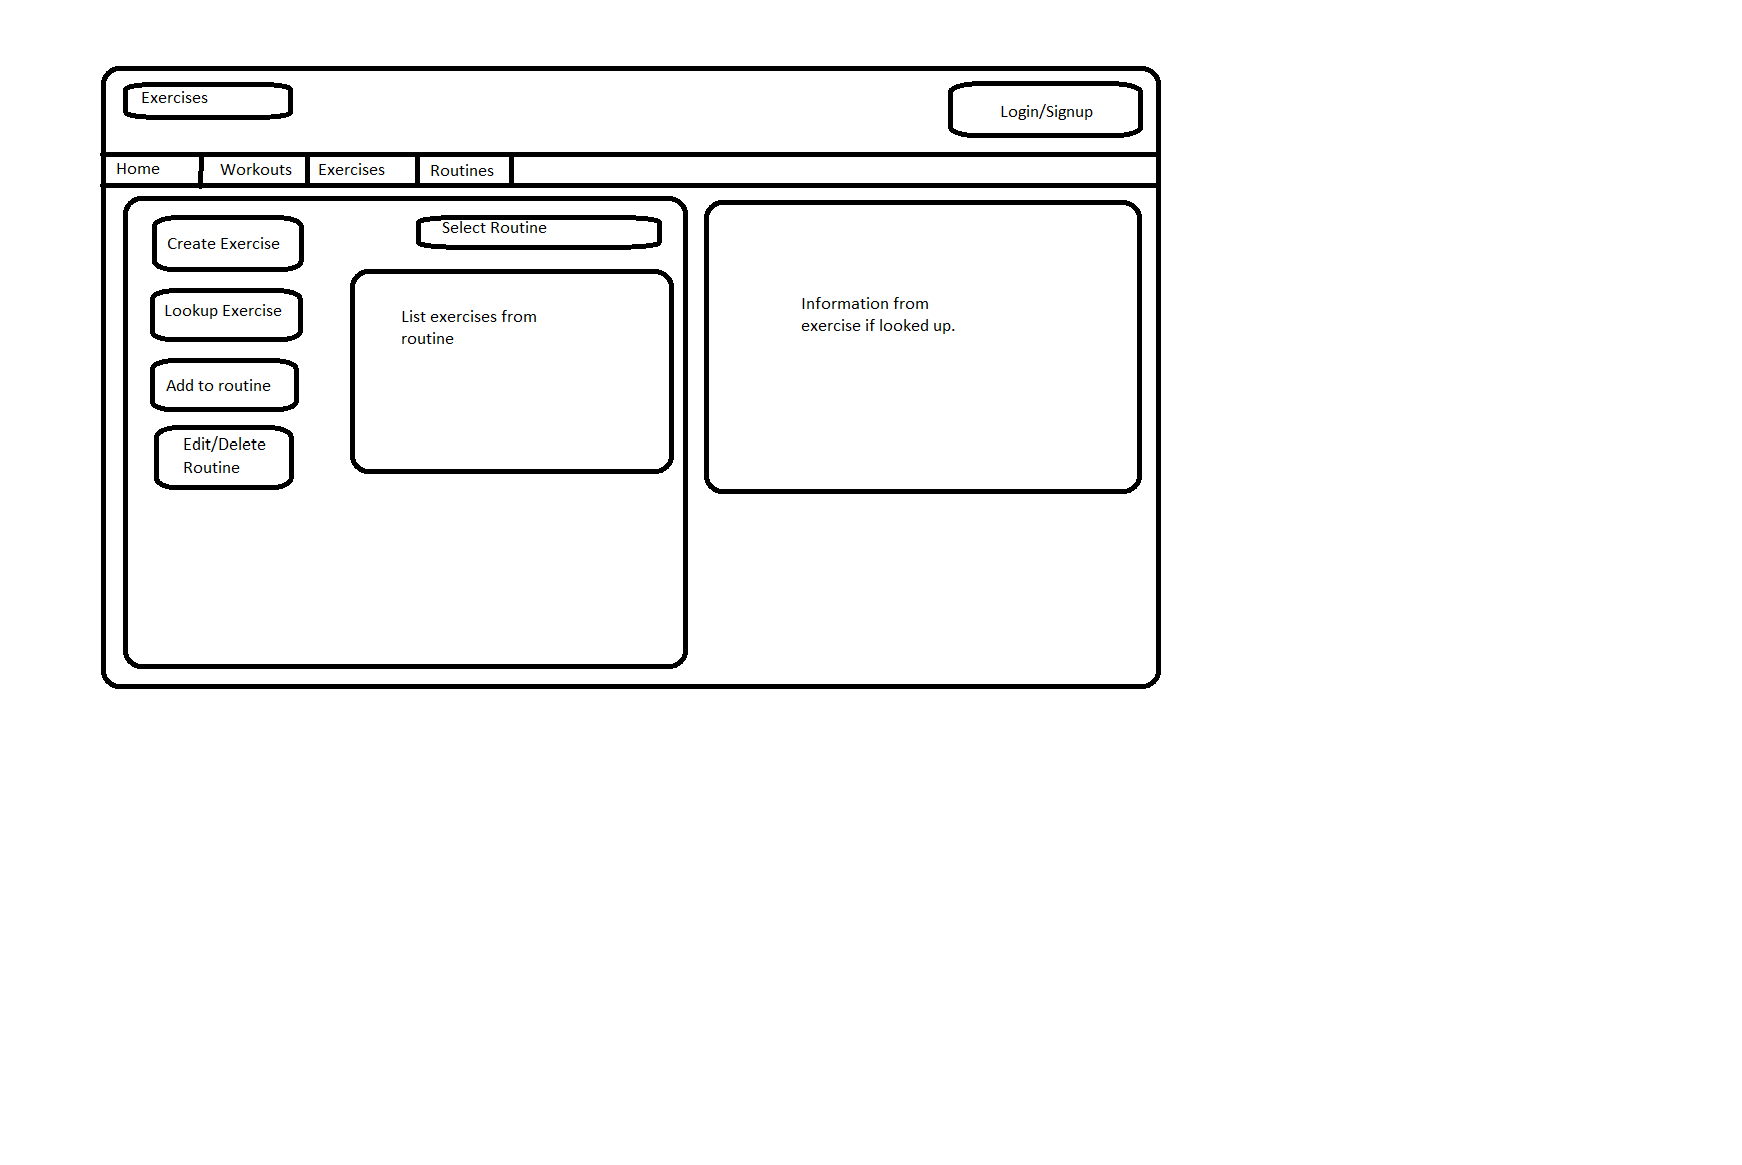 Exercises
Login/Signup
Home
Workouts
Exercises
Routines
Create Exercise
Select Routine
Lookup Exercise
List exercises from
routine
Add to routine
Edit/Delete
Routine
Information from
exercise if looked up.